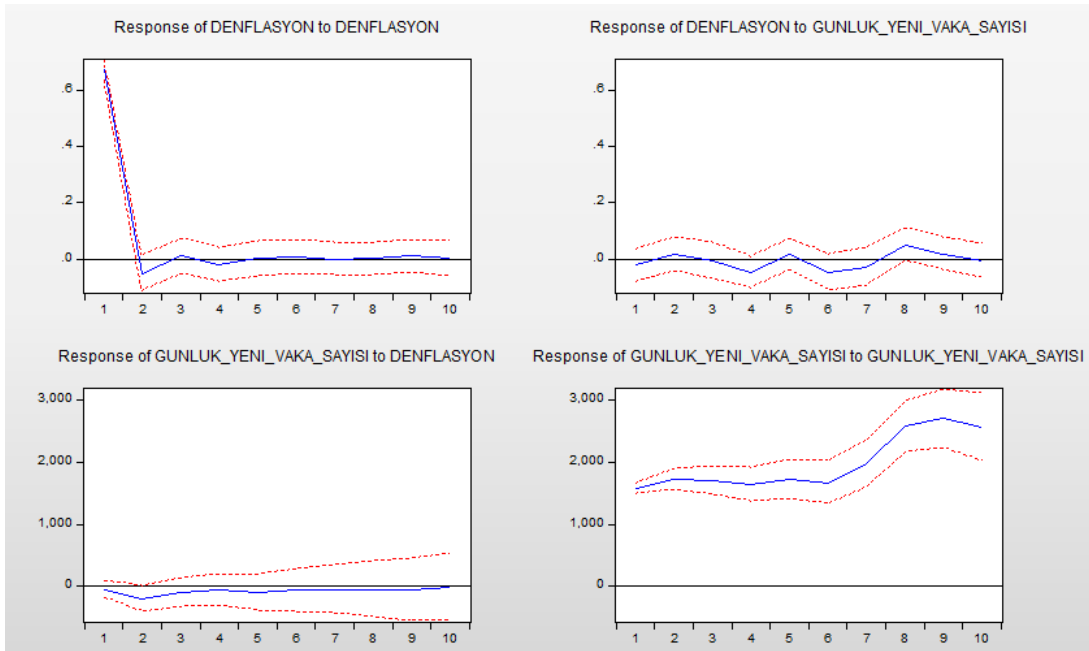 Response of DENFLASYON to DENFLASYON
.6
.4
.2
.0
1 2 3 4 5 6 7 8 9 10
Response of DENFLASYON to GUNLUK_YENİ_VAKA_SAYISI
.6
.4
.2
.0
1 2 3 4 5 6 7 8 9 10
Response of GUNLUK_YENI_VAKA_SAYISI to DENFLASYON
3,000
2,000
1,000
0
1 2 3 4 5 6 7 8 9 10
Response of GUNLUK_YENI_VAKA_SAYISI to GUNLUK_YENI_VAKA_SAYISI
3,000
2,000
1,000
0
1 2 3 4 5 6 7 8 9 10